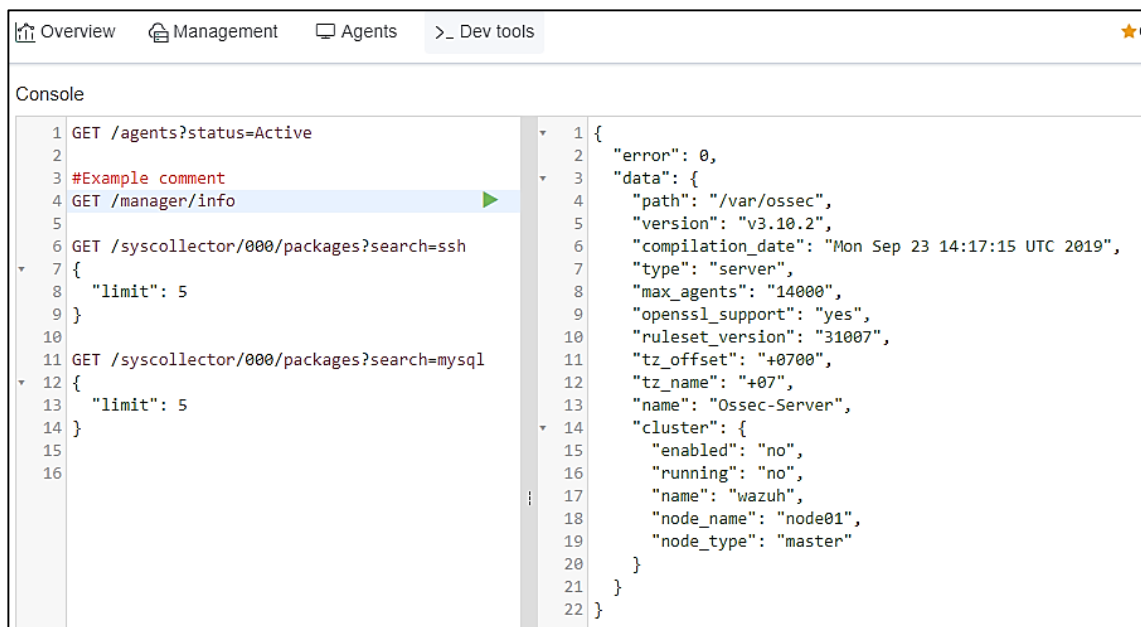 Overview Management Agents >_ Dev tools
Console
1 GET /agents?status=Active
2
3 #Example comment
4 GET /manager/info
5
6 GET /syscollector/000/packages?search=ssh
7 {
8 "limit": 5
9 }
10
11 GET /syscollector/000/packages?search=mysql
12 {
13 "limit": 5
14 }
15
16
1 {
2 "error": 0,
3 "data": {
4 "path": "/var/ossec",
5 "version": "v3.10.2",
6 "compilation_date": "Mon Sep 23 14:17:15 UTC 2019",
7 "type": "server",
8 "max_agents": "14000",
9 "openssl_support": "yes",
10 "ruleset_version": "31007",
11 "tz_offset": "+0700",
12 "tz_name": "+07",
13 "name": "Ossec-Server",
14 "cluster": {
15 "enabled": "no",
16 "running": "no",
17 "name": "wazuh",
18 "node_name": "node01",
19 "node_type": "master"
20 }
21 }
22 }